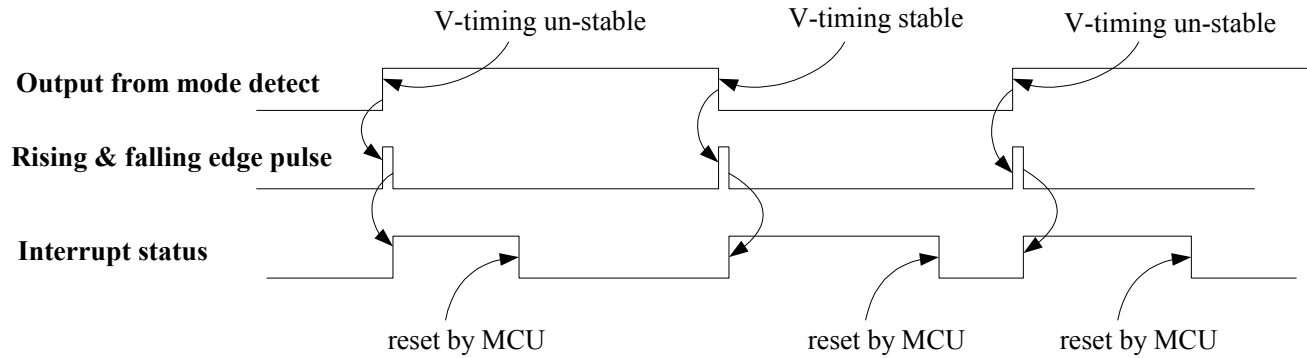 V-timing un-stable
V-timing stable
V-timing un-stable
Output from mode detect
Rising & falling edge pulse
Interrupt status
reset by MCU
reset by MCU
reset by MCU